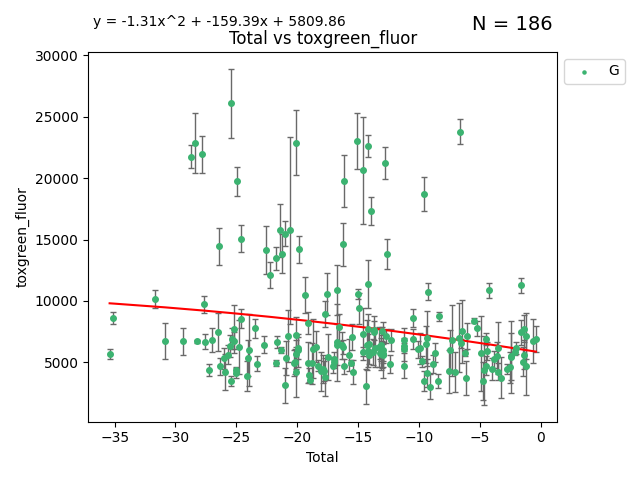 y = -1.31x^2 + -159.39x + 5809.86
N = 186
Total vs toxgreen_fluor
G
30000
25000
20000
15000
10000
5000
toxgreen_fluor
−35 −30 −25 −20 −15 −10 −5 0
Total